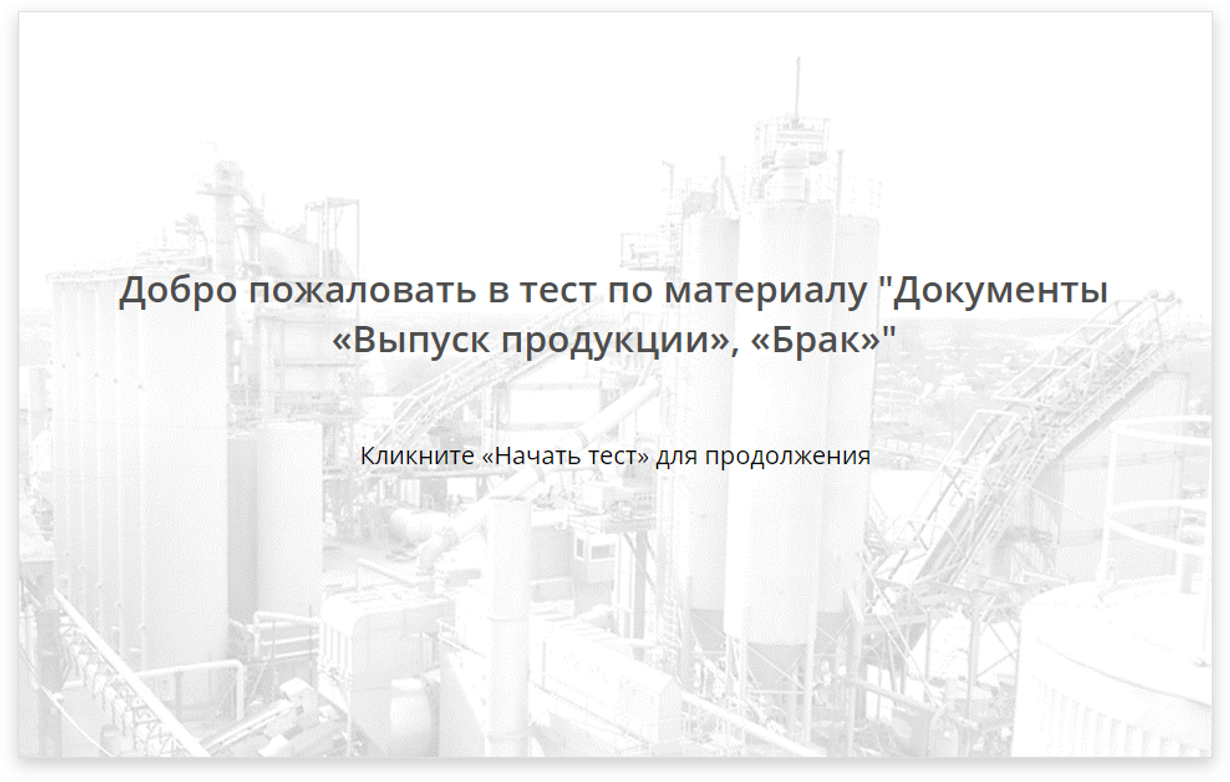 Добро пожаловать в тест по материалу "Документы
«Выпуск продукции», «Брак»"
Кликните «Начать тест» для продолжения